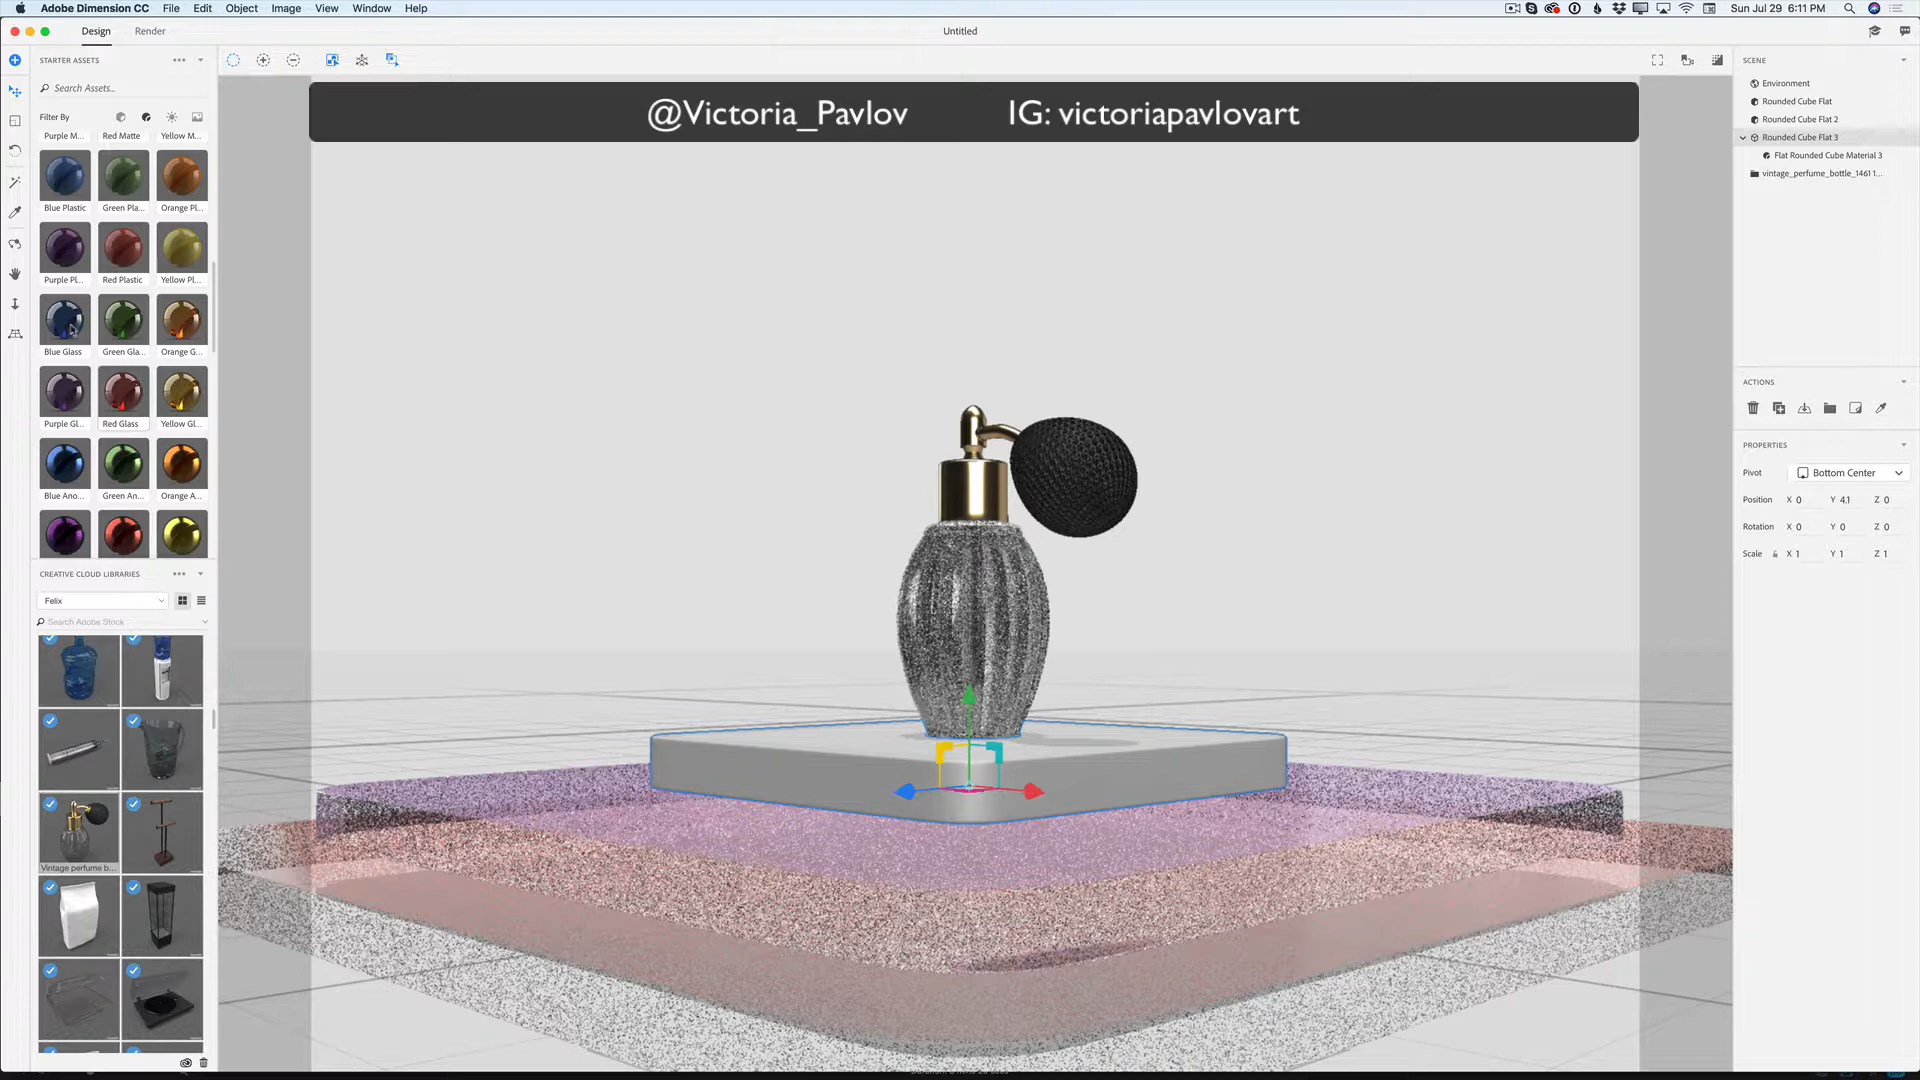 Adobe Dimension CC File Edit Object Image View Window Help
Sun Jul 29 6:11 PM
Design Render
Untitled
STARTER ASSETS
Search Assets..
Filter By
Purple M... Red Matte Yellow M...
Blue Plastic Green Pla... Orange Pl...
Purple Pl... Red Plastic Yellow Pl...
Blue Glass Green Gla... Orange G...
Purple Gl... Red Glass Yellow Gl...
Blue Ano... Green An... Orange A...
CREATIVE CLOUD LIBRARIES
Felix
Search Adobe Stock
Vintage perfume b...
@Victoria_Pavlov IG: victoriapavlovart
SCENE
Environment
Rounded Cube Flat
Rounded Cube Flat 2
Rounded Cube Flat 3
Flat Rounded Cube Material 3
vintage_perfume_bottle_1461 1...
ACTIONS
PROPERTIES
Pivot Bottom Center
Position X 0 Y 4.1 Z 0
Rotation X 0 Y 0 Z 0
Scale X 1 Y 1 Z 1